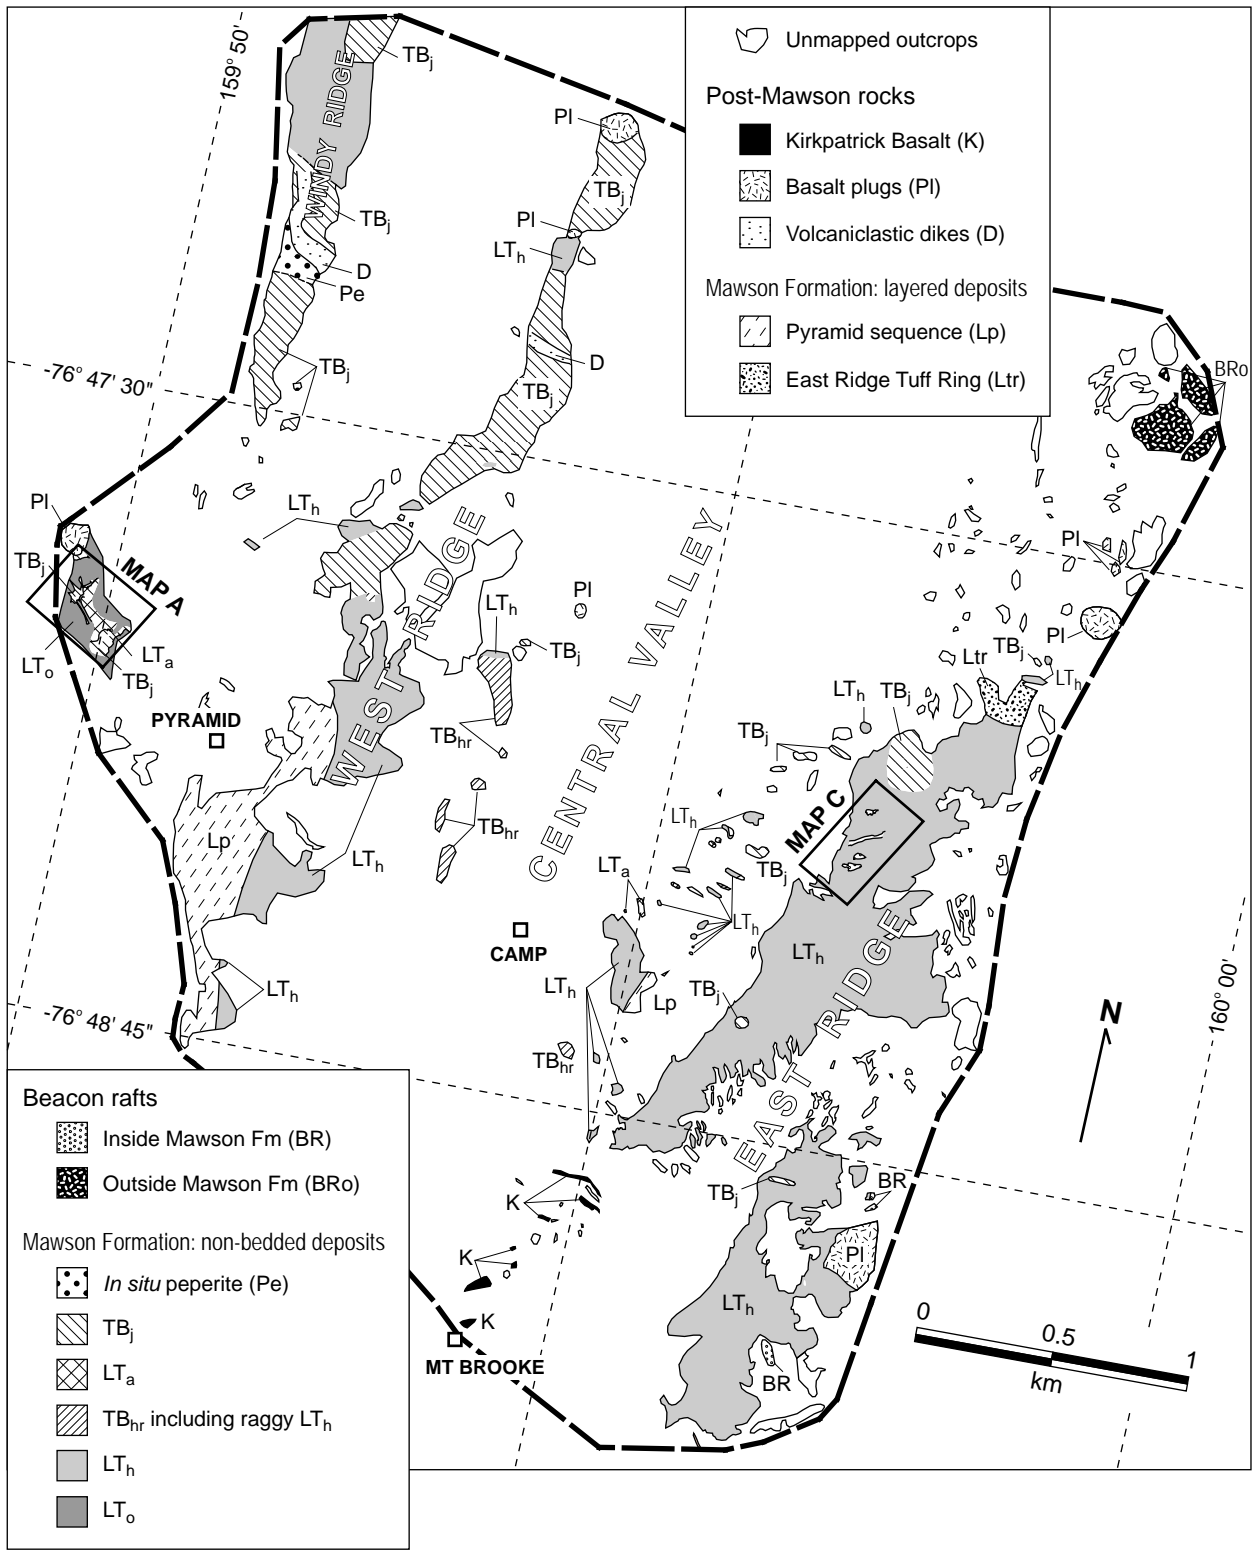 Unmapped outcrops
Post-Mawson rocks
Kirkpatrick Basalt (K)
Basalt plugs (Pl)
Volcaniclastic dikes (D)
Mawson Formation: layered deposits
Pyramid sequence (Lp)
East Ridge Tuff Ring (Ltr)
159° 50'
TBj
WINDY RIDGE
Pl
TBj
TBj
Pl
LTh
D
Pe
TBj
D
TBj
-76° 47' 30"
BRo
Pl
LTh
TBj
MAP A
WEST RIDGE
CENTRAL VALLEY
Pl
LTh
Pl
TBj
LTo
LTa
TBj
Pl
TBj
Ltr
LTh
LTh
TBj
PYRAMID
TBhr
TBj
MAP C
Lp
TBhr
LTh
LTh
TBj
LTa
CAMP
LTh
LTh
EAST RIDGE
LTh
LTh
Lp
TBj
160° 00'
-76° 48' 45"
TBhr
N
K
TBj
BR
K
Pl
K
LTh
MT BROOKE
BR
0
0.5
1
km
Beacon rafts
Inside Mawson Fm (BR)
Outside Mawson Fm (BRo)
Mawson Formation: non-bedded deposits
In situ peperite (Pe)
TBj
LTa
TBhr including raggy LTh
LTh
LTo